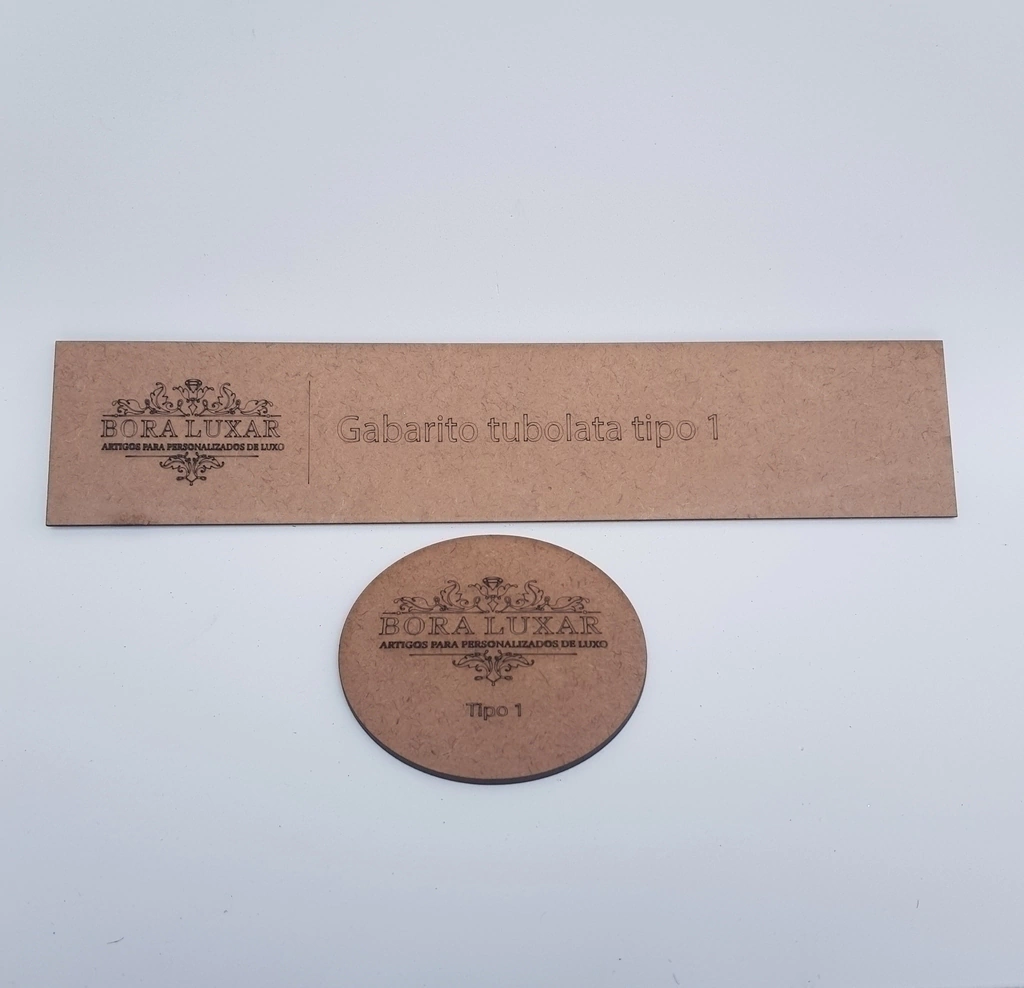 BORA LUXAR
ARTIGOS PARA PERSONALIZADOS DE LUXO
Gabarito tubolata tipo 1
BORA LUXAR
ARTIGOS PARA PERSONALIZADOS DE LUXO
Tipo 1